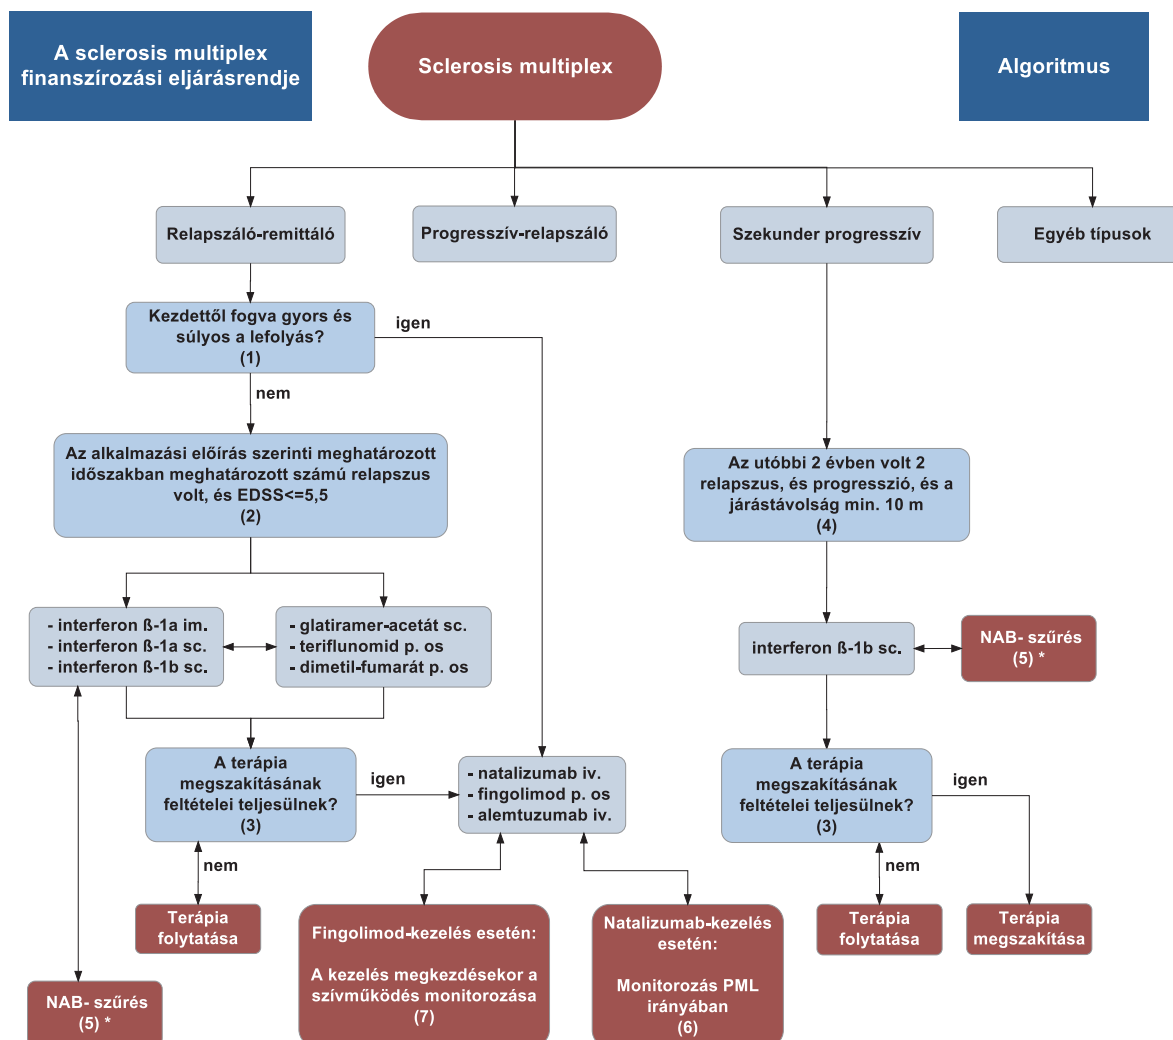 A sclerosis multiplex
finanszírozási eljárásrendje
Sclerosis multiplex
Algoritmus
Relapszáló-remittáló
Progresszív-relapszáló
Szekunder progresszív
Egyéb típusok
Kezdettől fogva gyors és
súlyos a lefolyás?
(1)
igen
nem
Az alkalmazási előírás szerinti meghatározott
időszakban meghatározott számú relapszus
volt, és EDSS<=5,5
(2)
Az utóbbi 2 évben volt 2
relapszus, és progresszió, és a
járástávolság min. 10 m
(4)
- interferon ß-1a im.
- interferon ß-1a sc.
- interferon ß-1b sc.
- glatiramer-acetát sc.
- teriflunomid p. os
- dimetil-fumarát p. os
interferon ß-1b sc.
NAB- szűrés
(5) *
A terápia
megszakításának
feltételei teljesülnek?
(3)
igen
- natalizumab iv.
- fingolimod p. os
- alemtuzumab iv.
A terápia
megszakításának
feltételei teljesülnek?
(3)
igen
nem
nem
Terápia
folytatása
Fingolimod-kezelés esetén:
A kezelés megkezdésekor a
szívműködés monitorozása
(7)
Natalizumab-kezelés
esetén:
Monitorozás PML
irányában
(6)
Terápia
folytatása
Terápia
megszakítása
NAB- szűrés
(5) *